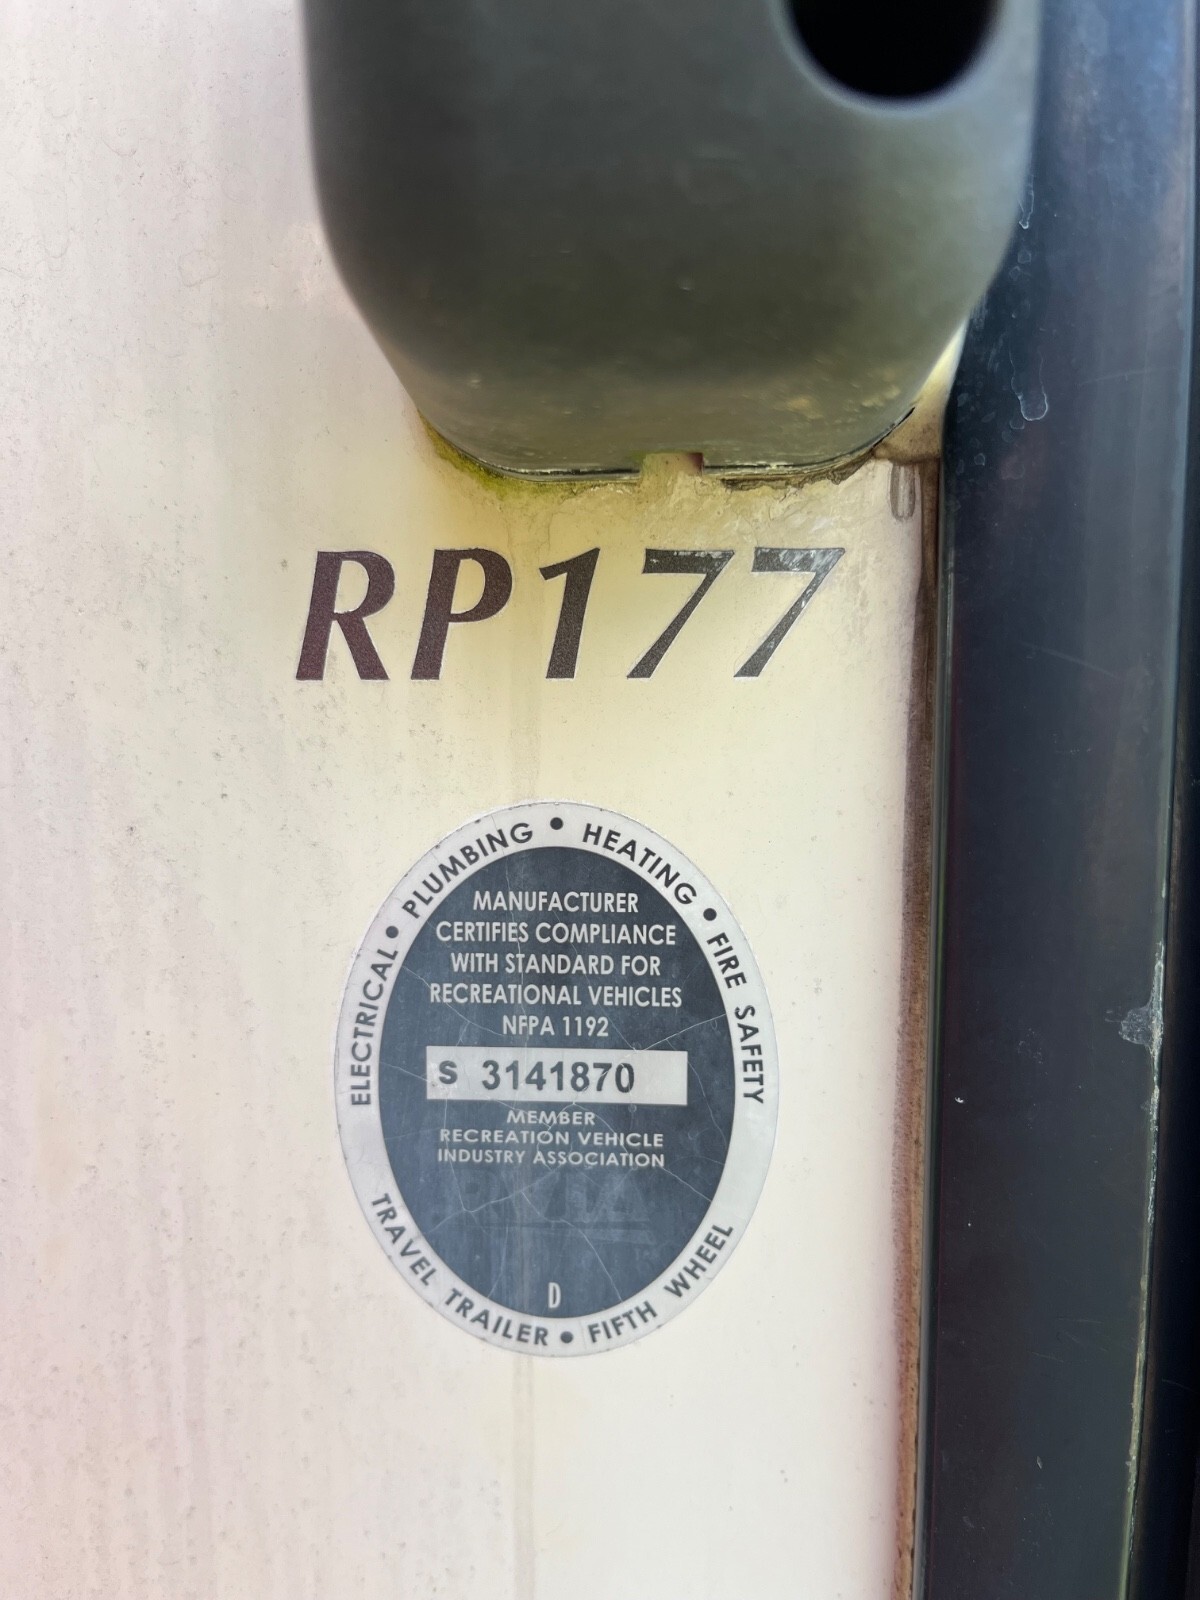 RP177
ELECTRICAL • PLUMBING • HEATING • FIRE SAFETY
MANUFACTURER
CERTIFIES COMPLIANCE
WITH STANDARD FOR
RECREATIONAL VEHICLES
NFPA 1192
S 3141870
MEMBER
RECREATION VEHICLE
INDUSTRY ASSOCIATION
RVIA
D
TRAVEL TRAILER • FIFTH WHEEL